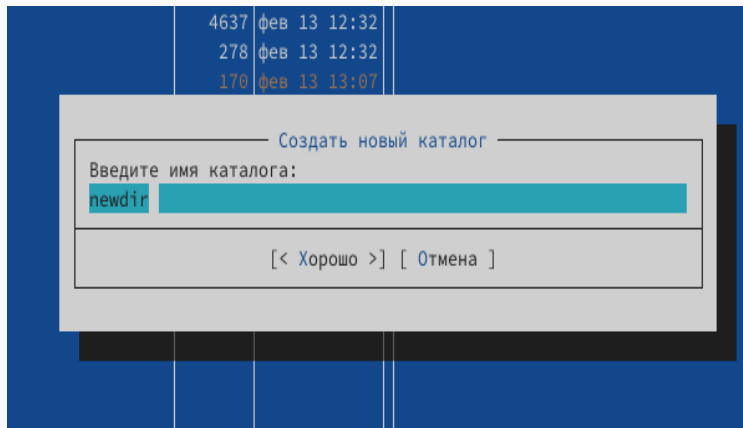 4637 фев 13 12:32
278 фев 13 12:32
170 фев 13 13:07
Создать новый каталог
Введите имя каталога:
newdir
[< Хорошо >] [ Отмена ]